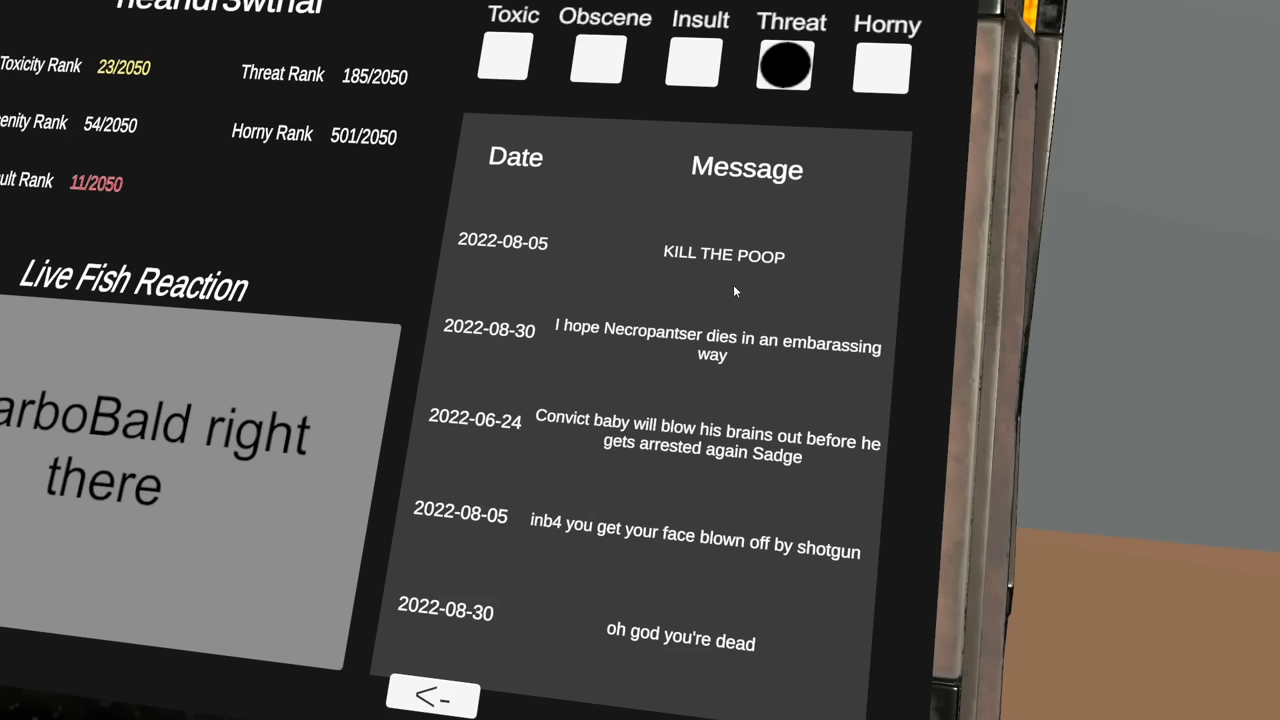 Toxic Obscene Insult Threat Horny
Toxicity Rank 23/2050
Threat Rank 185/2050
Rank 54/2050
Horny Rank 501/2050
Rank 11/2050
Live Fish Reaction
right
there
Date Message
2022-08-05 KILL THE POOP
2022-08-30 I hope Necropantser dies in an embarassing
way
2022-06-24 Convict baby will blow his brains out before he
gets arrested again Sadge
2022-08-05 inb4 you get your face blown off by shotgun
2022-08-30 oh god you're dead
<-